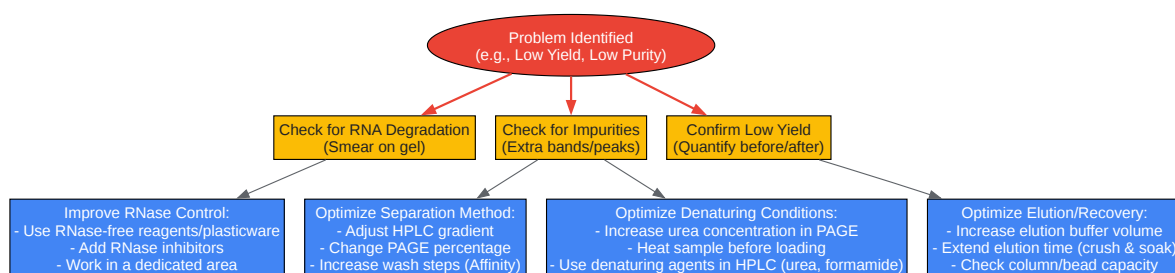 Problem Identified
(e.g., Low Yield, Low Purity)
Check for RNA Degradation
(Smear on gel)
Check for Impurities
(Extra bands/peaks)
Confirm Low Yield
(Quantify before/after)
Improve RNase Control:
- Use RNase-free reagents/plasticware
- Add RNase inhibitors
- Work in a dedicated area
Optimize Separation Method:
- Adjust HPLC gradient
- Change PAGE percentage
- Increase wash steps (Affinity)
Optimize Denaturing Conditions:
- Increase urea concentration in PAGE
- Heat sample before loading
- Use denaturing agents in HPLC (urea, formamide)
Optimize Elution/Recovery:
- Increase elution buffer volume
- Extend elution time (crush & soak)
- Check column/bead capacity